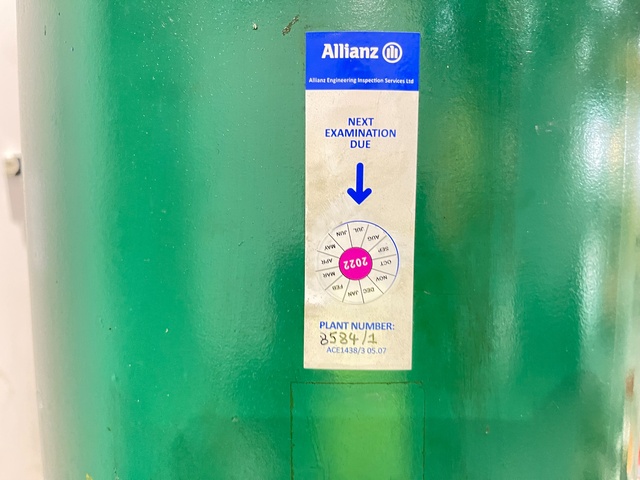 Allianz
Allianz Engineering Inspection Services Ltd
NEXT
EXAMINATION
DUE
JUL
AUG
SEP
OCT
NOV
DEC
JAN
FEB
MAR
APR
MAY
JUN
2022
PLANT NUMBER:
8584/1
ACE1438/3 05.07